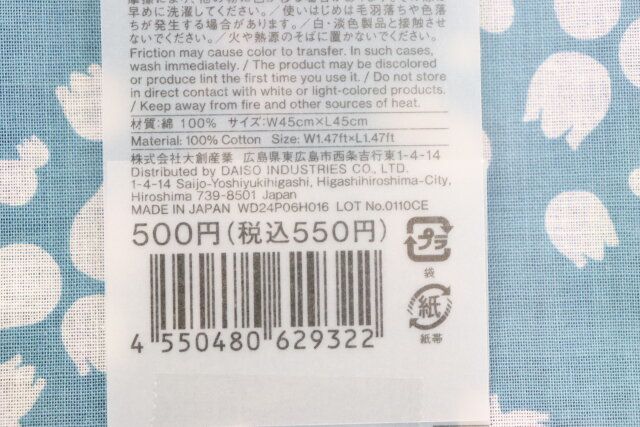 早めに洗濯してください。／使いはじめは毛羽落ちや色落
ちが発生する場合があります。／白・淡色製品と接触させ
ないでください。／火や熱源のそばに置かないでください。
Friction may cause color to transfer. In such cases,
wash immediately. / The product may be discolored
or produce lint the first time you use it. / Do not store
in direct contact with white or light-colored products.
/ Keep away from fire and other sources of heat.
材質：綿 100% サイズ：W45cm×L45cm
Material: 100% Cotton Size: W1.47ft×L1.47ft
株式会社大創産業 広島県東広島市西条吉行東1-4-14
Distributed by DAISO INDUSTRIES CO., LTD.
1-4-14 Saijo-Yoshiyukihigashi, Higashihiroshima-City,
Hiroshima 739-8501 Japan
MADE IN JAPAN WD24P06H016 LOT No.0110CE
500円(税込550円)
プラ
袋
紙
紙帯
4 550480 629322